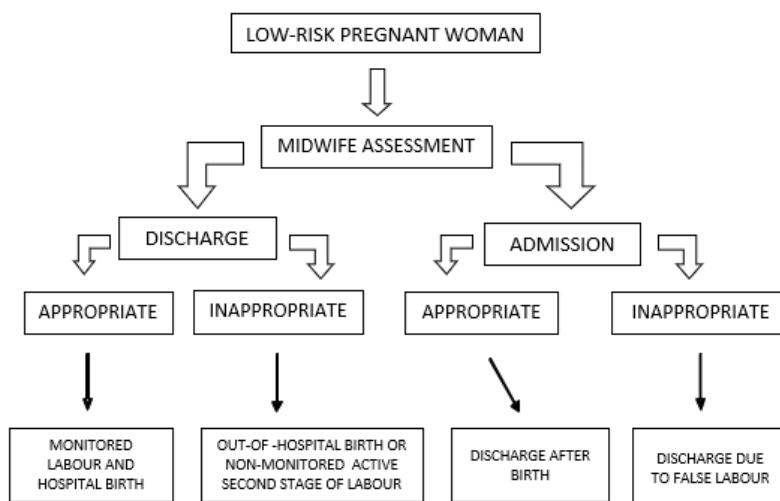 LOW-RISK PREGNANT WOMAN
MIDWIFE ASSESSMENT
DISCHARGE
ADMISSION
APPROPRIATE
INAPPROPRIATE
APPROPRIATE
INAPPROPRIATE
MONITORED
LABOUR AND
HOSPITAL BIRTH
OUT-OF -HOSPITAL BIRTH OR
NON-MONITORED ACTIVE
SECOND STAGE OF LABOUR
DISCHARGE AFTER
BIRTH
DISCHARGE DUE
TO FALSE LABOUR